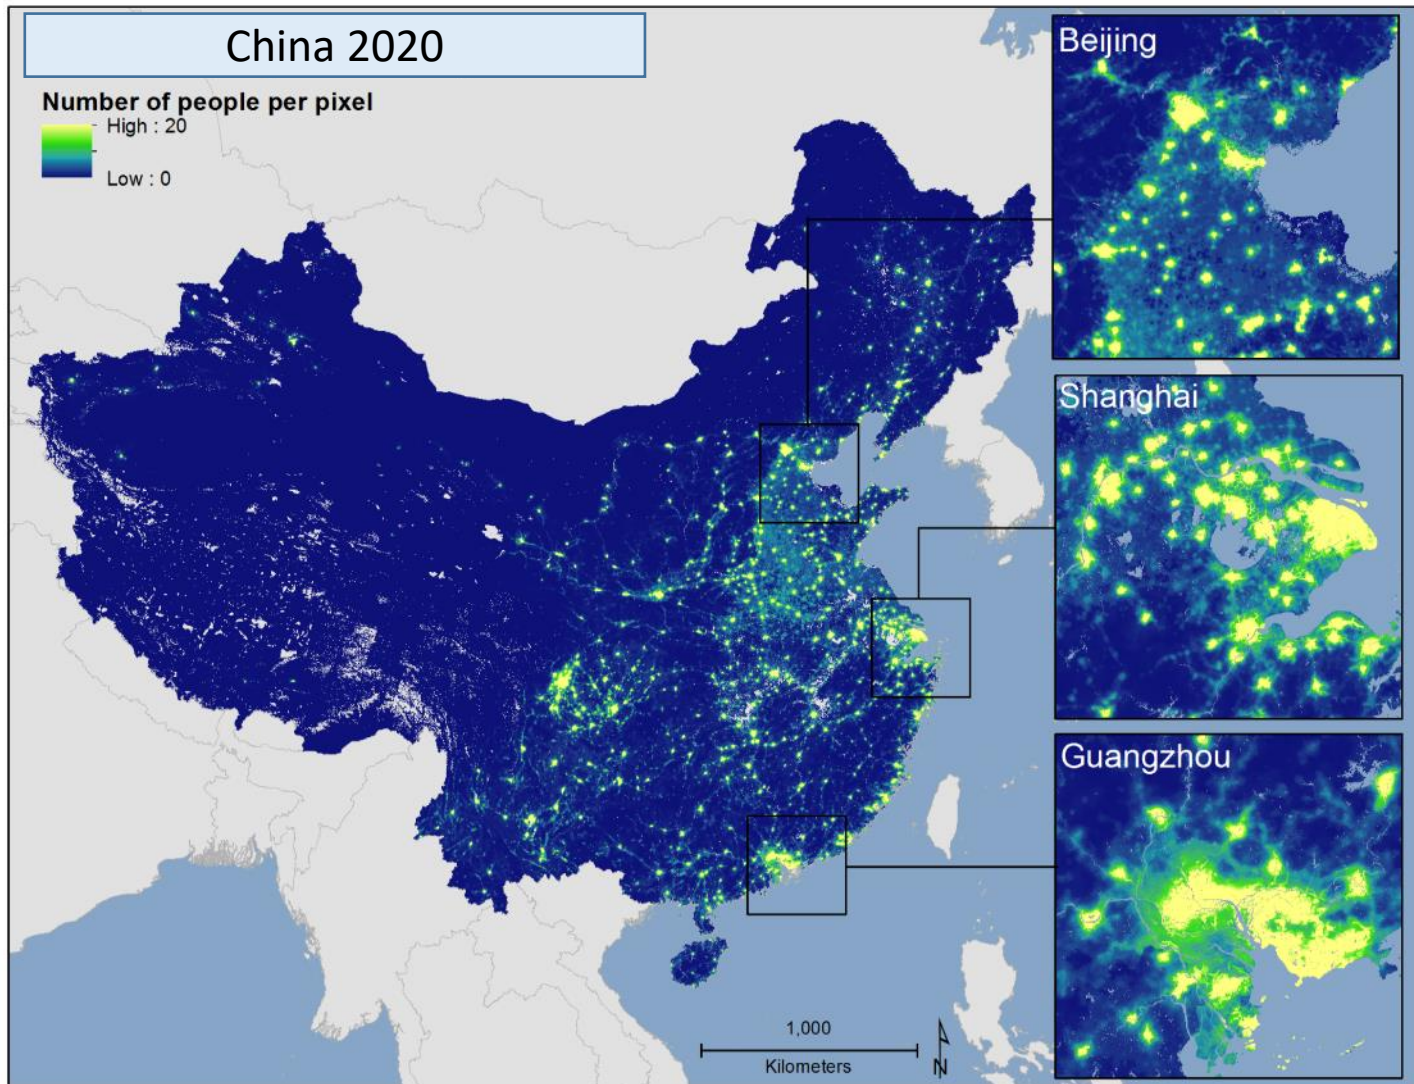 China 2020
Number of people per pixel
High : 20
Low : 0
Beijing
Shanghai
Guangzhou
1,000
Kilometers
N